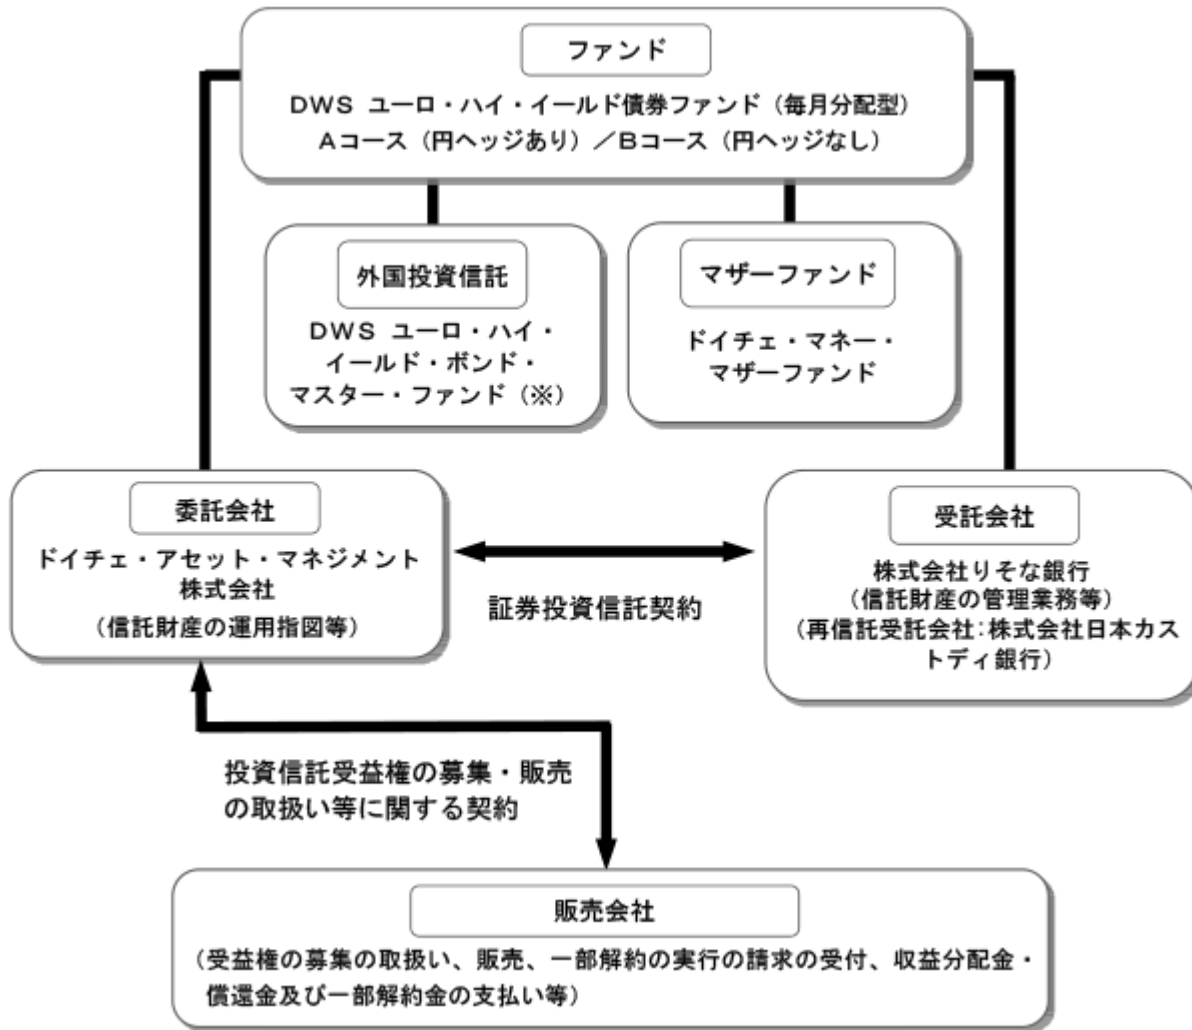 ファンド
DWS ユーロ・ハイ・イールド債券ファンド（毎月分配型）
Aコース（円ヘッジあり）／Bコース（円ヘッジなし）
外国投資信託
DWS ユーロ・ハイ・
イールド・ボンド・
マスター・ファンド（※）
マザーファンド
ドイチェ・マネー・
マザーファンド
委託会社
ドイチェ・アセット・マネジメント
株式会社
（信託財産の運用指図等）
証券投資信託契約
受託会社
株式会社りそな銀行
（信託財産の管理業務等）
（再信託受託会社：株式会社日本カス
トディ銀行）
投資信託受益権の募集・販売
の取扱い等に関する契約
販売会社
（受益権の募集の取扱い、販売、一部解約の実行の請求の受付、収益分配金・
償還金及び一部解約金の支払い等）